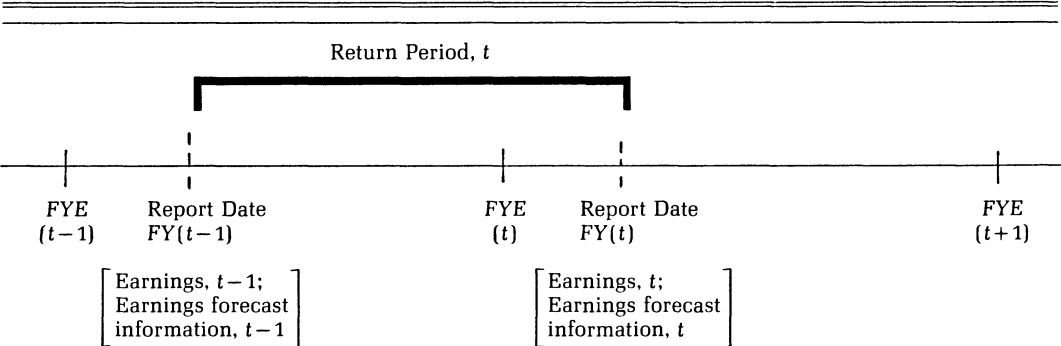 Return Period, t
FYE
(t−1)
Report Date
FY(t−1)
FYE
(t)
Report Date
FY(t)
FYE
(t+1)
Earnings, t−1;
Earnings forecast
information, t−1
Earnings, t;
Earnings forecast
information, t